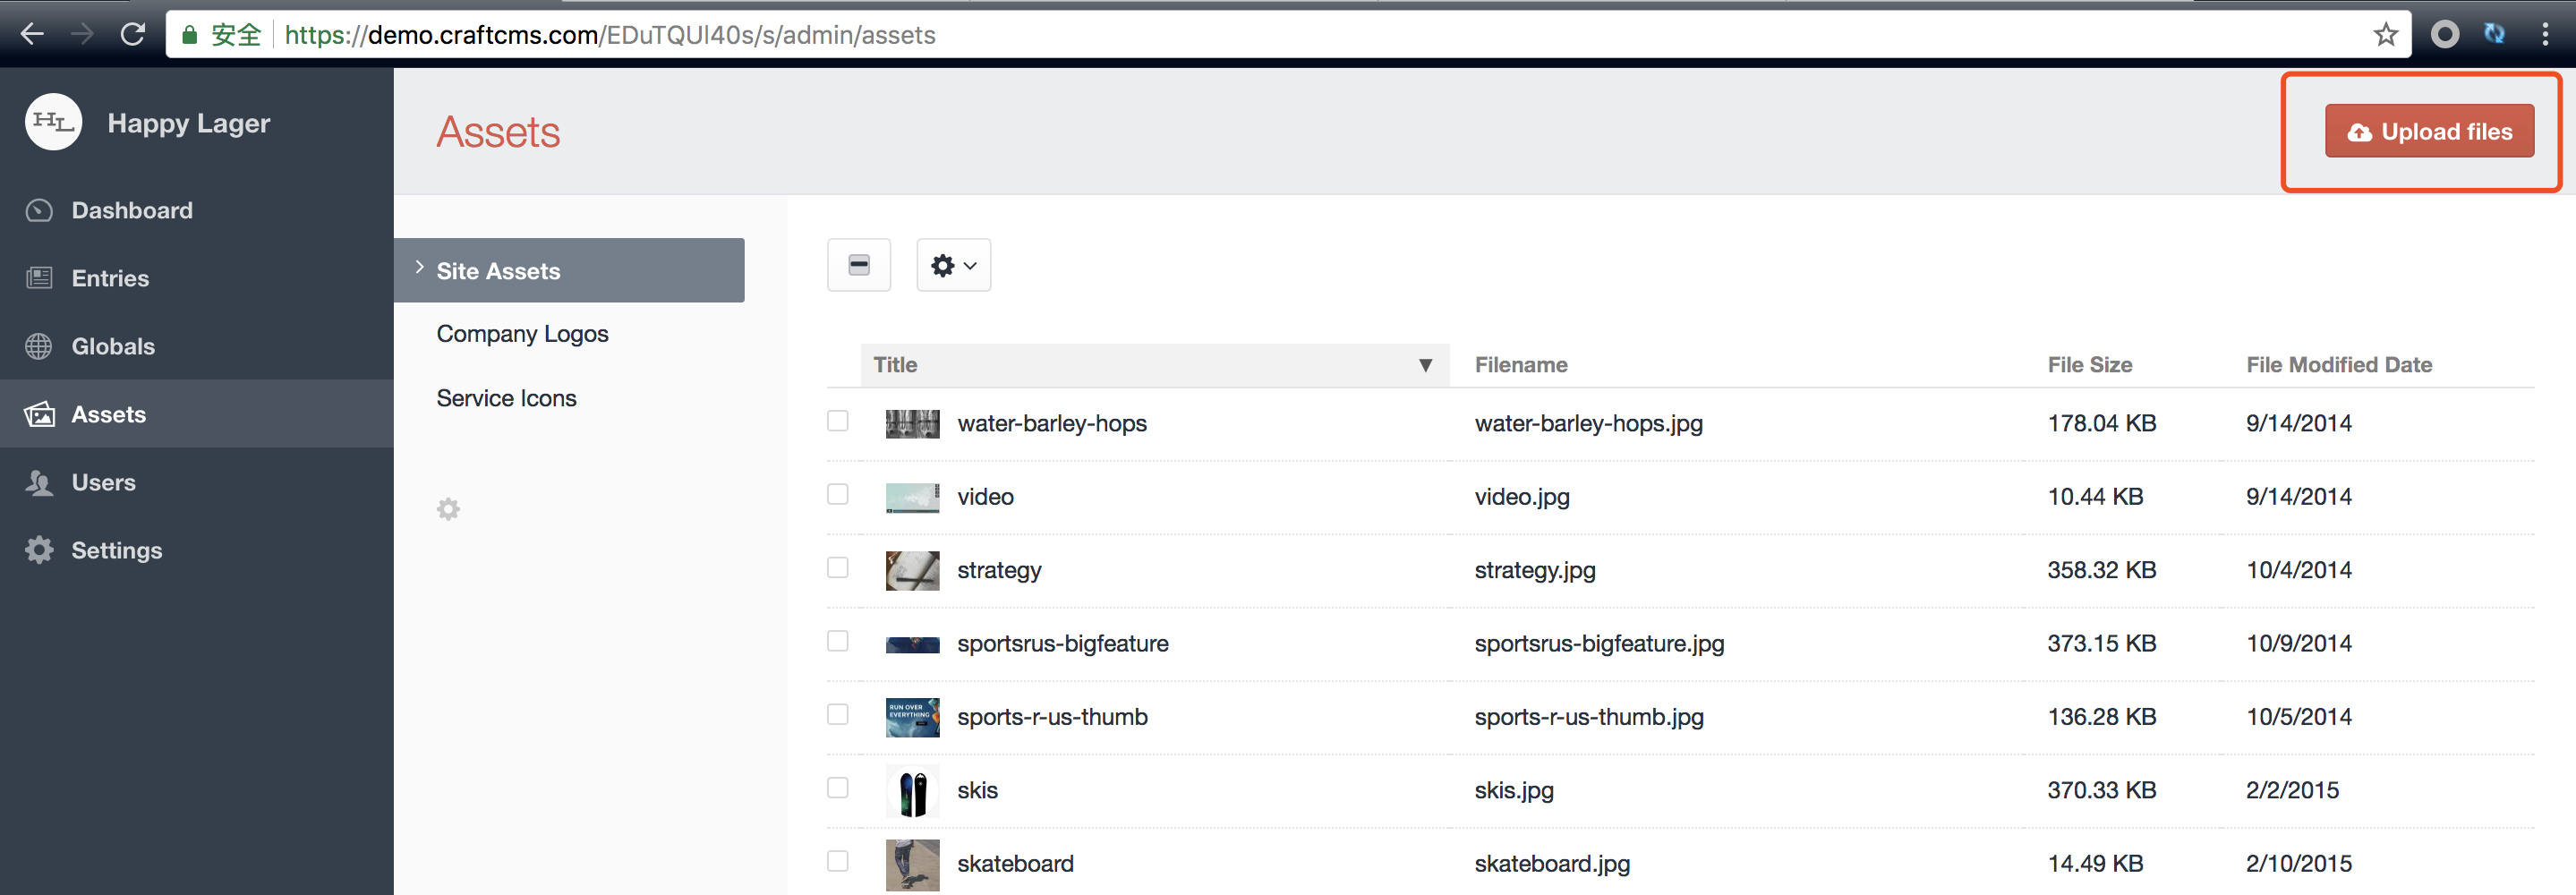 安全 https://demo.craftcms.com/EDuTQUl40s/s/admin/assets
HL Happy Lager
Assets
Upload files
Dashboard
Entries
Globals
Assets
Users
Settings
Site Assets
Company Logos
Service Icons
Title Filename File Size File Modified Date
water-barley-hops water-barley-hops.jpg 178.04 KB 9/14/2014
video video.jpg 10.44 KB 9/14/2014
strategy strategy.jpg 358.32 KB 10/4/2014
sportsrus-bigfeature sportsrus-bigfeature.jpg 373.15 KB 10/9/2014
RUN OVER
EVERYTHING
sports-r-us-thumb sports-r-us-thumb.jpg 136.28 KB 10/5/2014
skis skis.jpg 370.33 KB 2/2/2015
skateboard skateboard.jpg 14.49 KB 2/10/2015